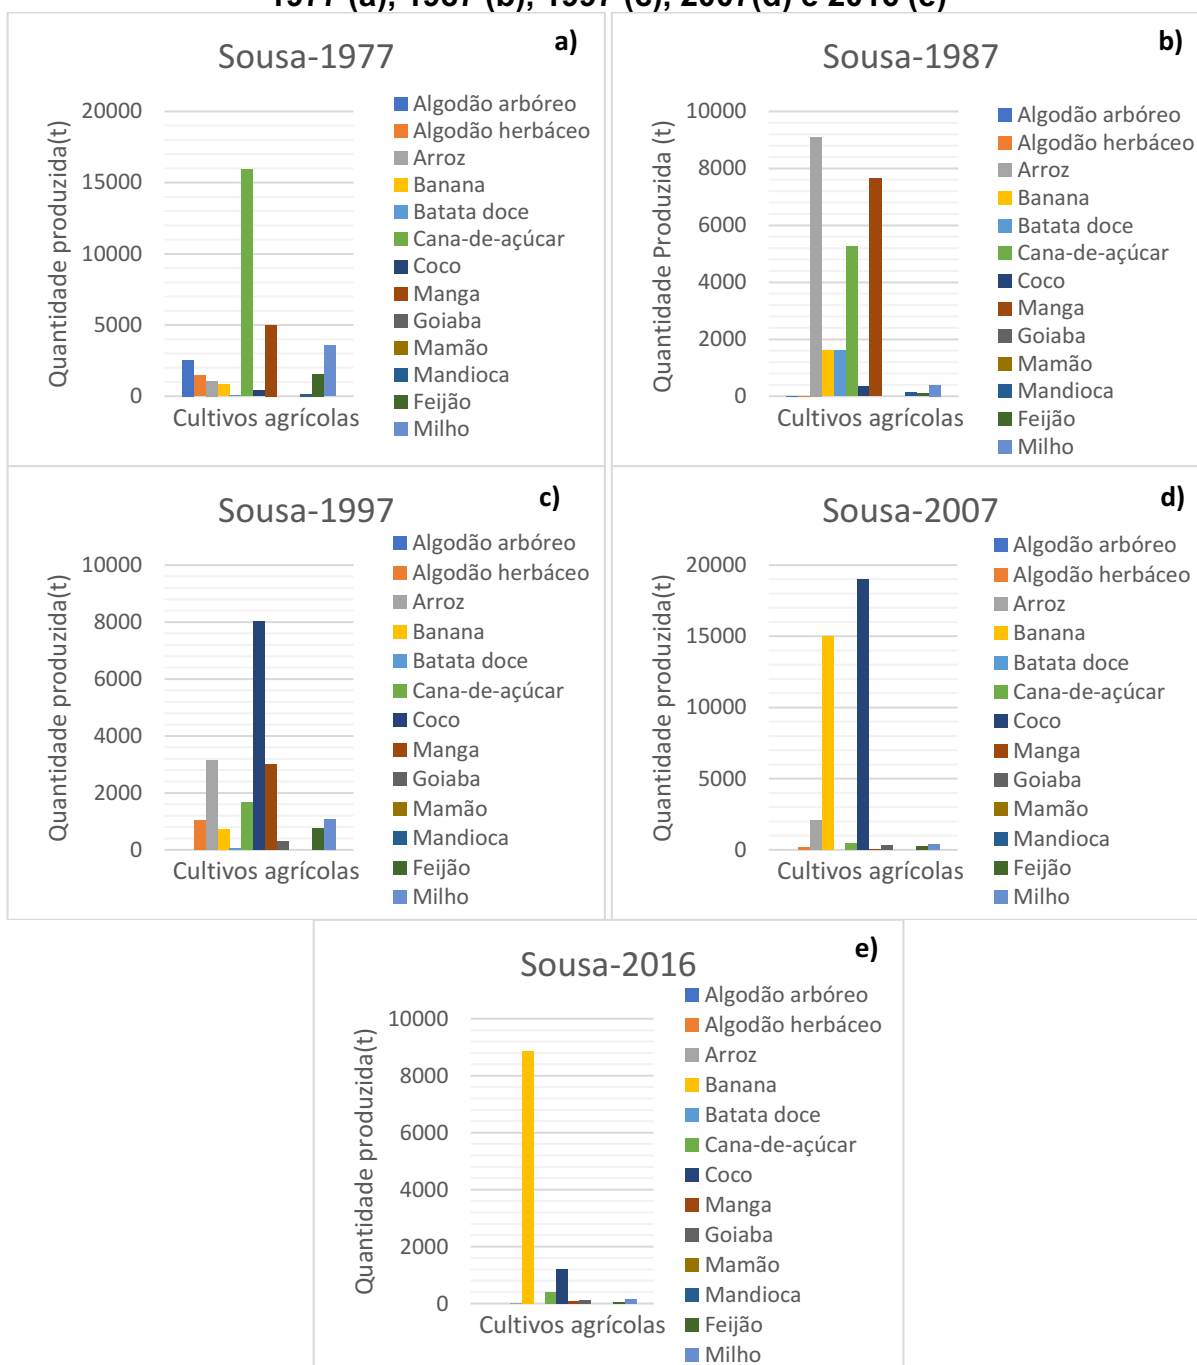 1977 (a), 1987 (b), 1997 (c), 2007(d) e 2016 (e)
a)
Sousa-1977
Quantidade produzida(t)
20000
15000
10000
5000
0
Cultivos agrícolas
Algodão arbóreo
Algodão herbáceo
Arroz
Banana
Batata doce
Cana-de-açúcar
Coco
Manga
Goiaba
Mamão
Mandioca
Feijão
Milho
b)
Sousa-1987
Quantidade Produzida (t)
10000
8000
6000
4000
2000
0
Cultivos agrícolas
Algodão arbóreo
Algodão herbáceo
Arroz
Banana
Batata doce
Cana-de-açúcar
Coco
Manga
Goiaba
Mamão
Mandioca
Feijão
Milho
c)
Sousa-1997
Quantidade produzida(t)
10000
8000
6000
4000
2000
0
Cultivos agrícolas
Algodão arbóreo
Algodão herbáceo
Arroz
Banana
Batata doce
Cana-de-açúcar
Coco
Manga
Goiaba
Mamão
Mandioca
Feijão
Milho
d)
Sousa-2007
Quantidade produzida(t)
20000
15000
10000
5000
0
Cultivos agrícolas
Algodão arbóreo
Algodão herbáceo
Arroz
Banana
Batata doce
Cana-de-açúcar
Coco
Manga
Goiaba
Mamão
Mandioca
Feijão
Milho
e)
Sousa-2016
Quantidade produzida(t)
10000
8000
6000
4000
2000
0
Cultivos agrícolas
Algodão arbóreo
Algodão herbáceo
Arroz
Banana
Batata doce
Cana-de-açúcar
Coco
Manga
Goiaba
Mamão
Mandioca
Feijão
Milho